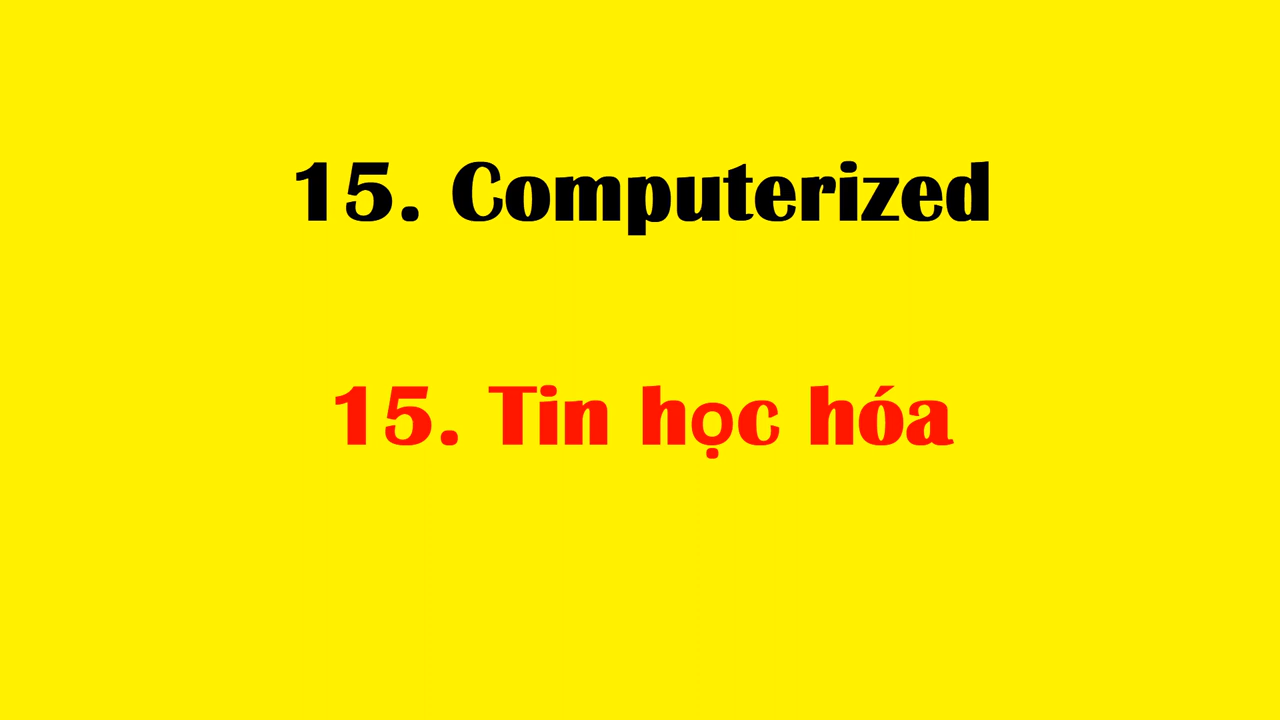 15. Computerized
15. Tin học hóa